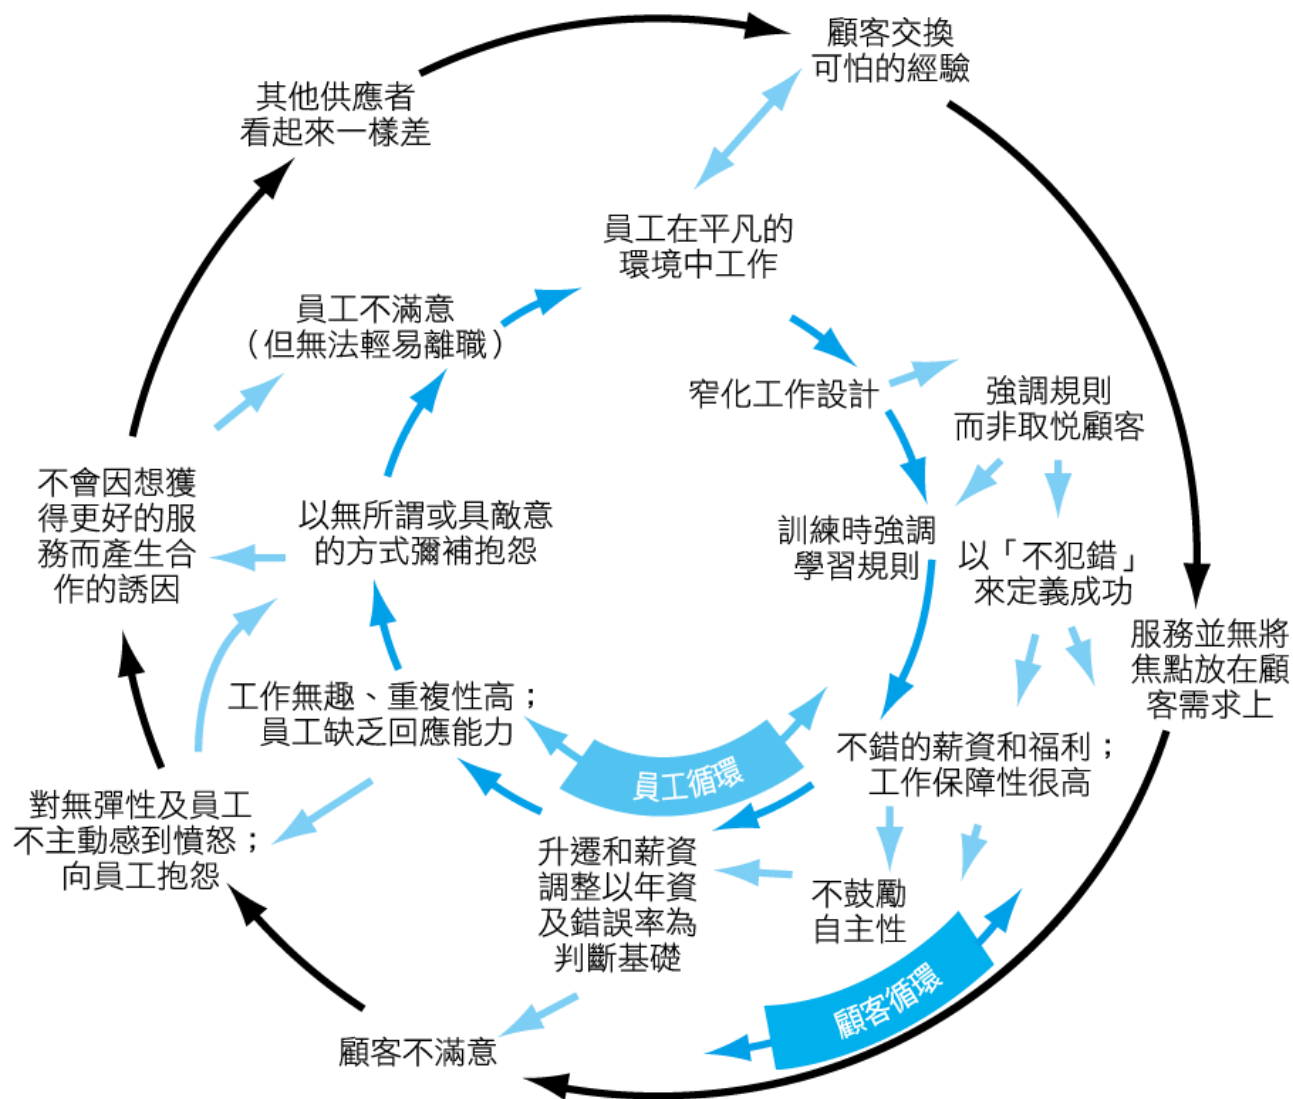 顧客交換
可怕的經驗
其他供應者
看起來一樣差
員工在平凡的
環境中工作
員工不滿意
（但無法輕易離職）
窄化工作設計
強調規則
而非取悅顧客
不會因想獲
得更好的服
務而產生合
作的誘因
以無所謂或具敵意
的方式彌補抱怨
訓練時強調
學習規則
以「不犯錯」
來定義成功
服務並無將
焦點放在顧
客需求上
工作無趣、重複性高；
員工缺乏回應能力
員工循環
不錯的薪資和福利；
工作保障性很高
對無彈性及員工
不主動感到憤怒；
向員工抱怨
升遷和薪資
調整以年資
及錯誤率為
判斷基礎
不鼓勵
自主性
顧客循環
顧客不滿意